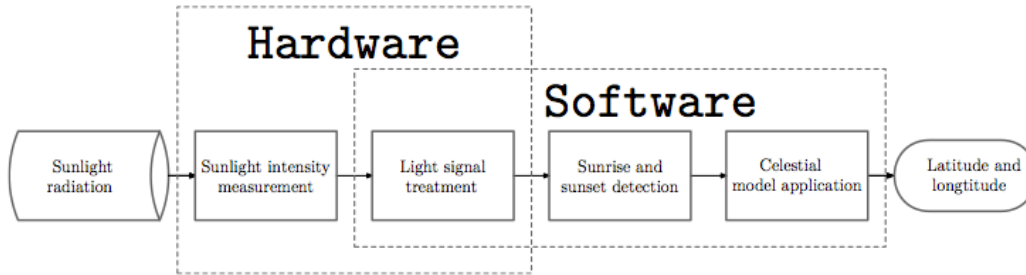 Hardware
Software
Sunlight
radiation
Sunlight intensity
measurement
Light signal
treatment
Sunrise and
sunset detection
Celestial
model application
Latitude and
longtitude